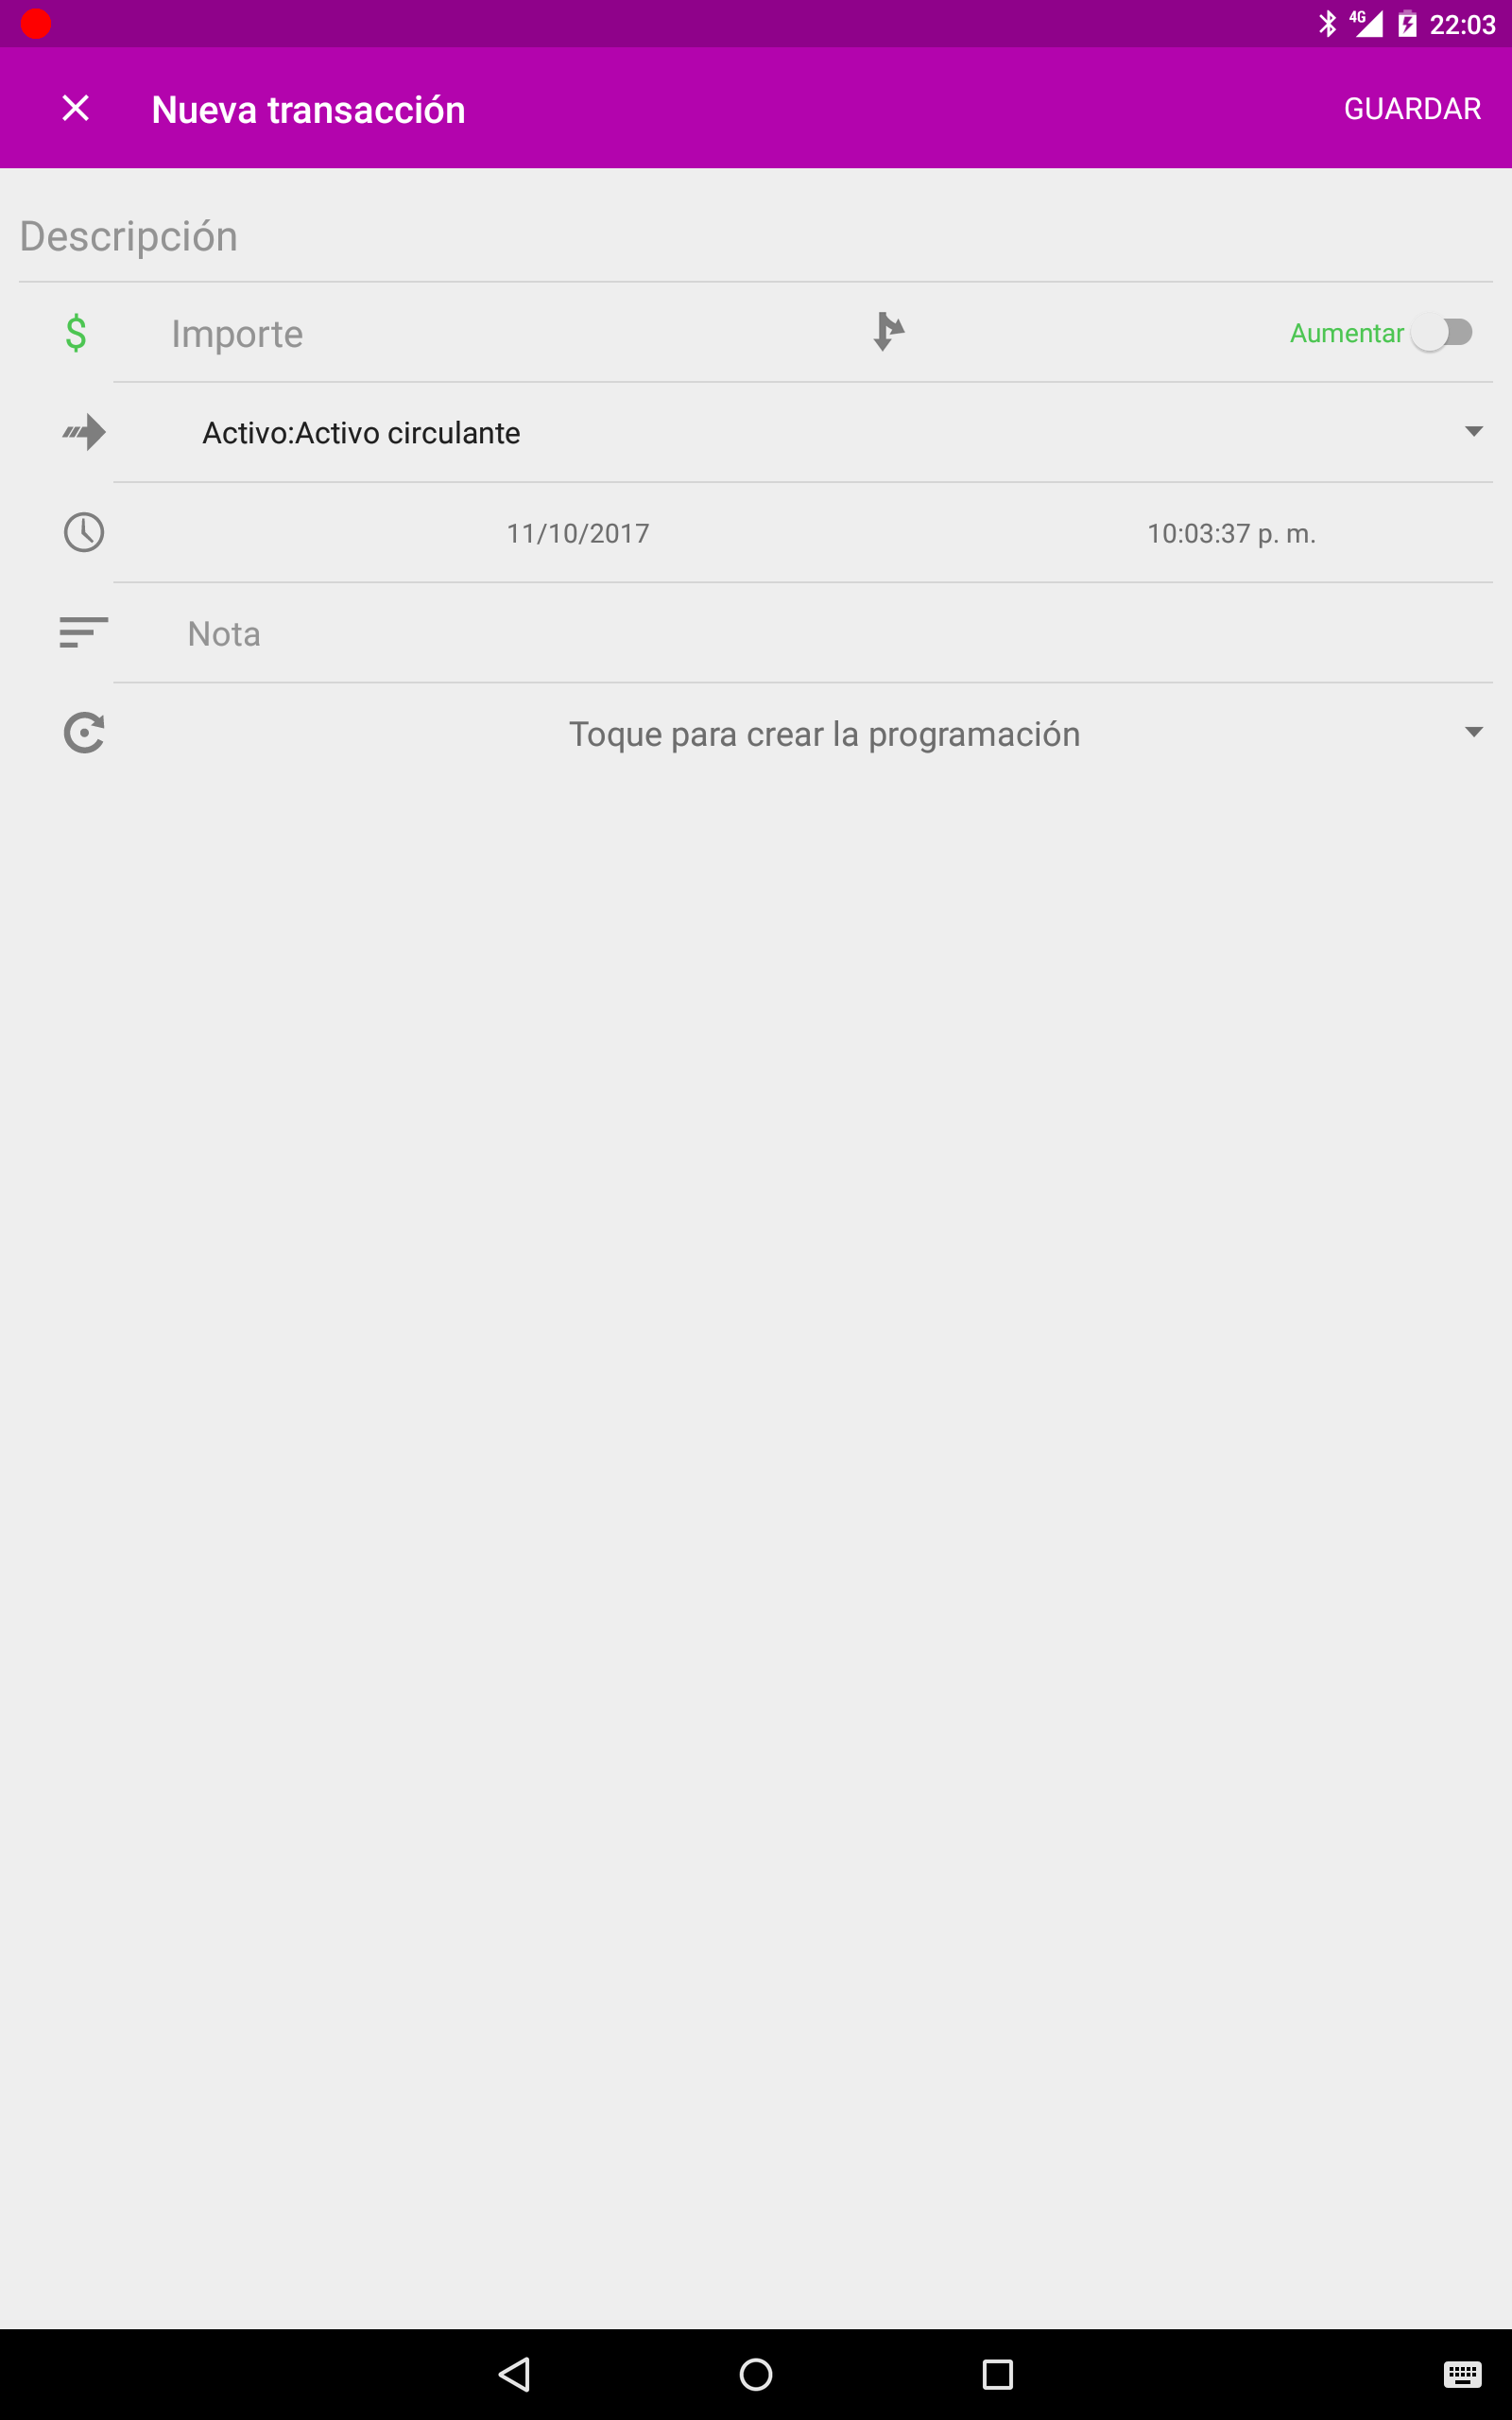 4G 22:03
Nueva transacción GUARDAR
Descripción
$ Importe Aumentar
Activo:Activo circulante
11/10/2017 10:03:37 p. m.
Nota
Toque para crear la programación